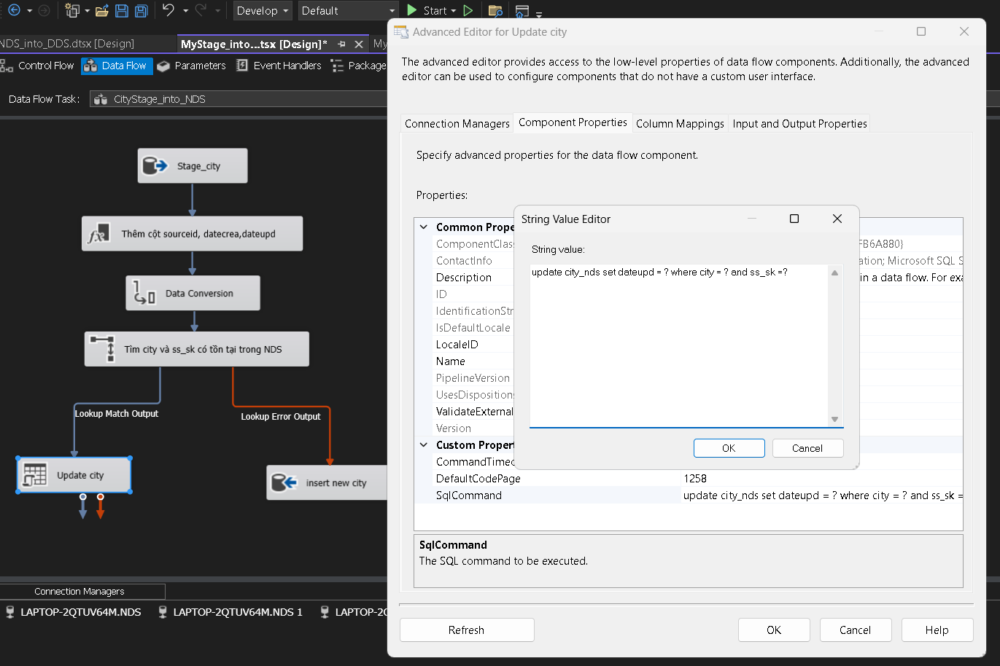 Develop
Default
Start
NDS_into_DDS.dtsx [Design]
MyStage_into...tsx [Design]*
My
Control Flow
Data Flow
Parameters
Event Handlers
Package
Data Flow Task:
CityStage_into_NDS
Stage_city
Thêm cột sourceid, datecrea,dateupd
Data Conversion
Tìm city và ss_sk có tồn tại trong NDS
Lookup Match Output
Lookup Error Output
Update city
insert new city
Connection Managers
LAPTOP-2QTUV64M.NDS
LAPTOP-2QTUV64M.NDS 1
LAPTOP-2Q
Advanced Editor for Update city
The advanced editor provides access to the low-level properties of data flow components. Additionally, the advanced
editor can be used to configure components that do not have a custom user interface.
Connection Managers
Component Properties
Column Mappings
Input and Output Properties
Specify advanced properties for the data flow component.
Properties:
Common Prope
ComponentClas
FB6A880}
ContactInfo
ation; Microsoft SQL S
Description
in a data flow. For exa
ID
IdentificationStr
IsDefaultLocale
LocaleID
Name
PipelineVersion
UsesDisposition
ValidateExternal
Version
Custom Propert
CommandTimeo
DefaultCodePage
1258
SqlCommand
update city_nds set dateupd = ? where city = ? and ss_sk =
SqlCommand
The SQL command to be executed.
Refresh
OK
Cancel
Help
String Value Editor
String value:
update city_nds set dateupd = ? where city = ? and ss_sk =?
OK
Cancel